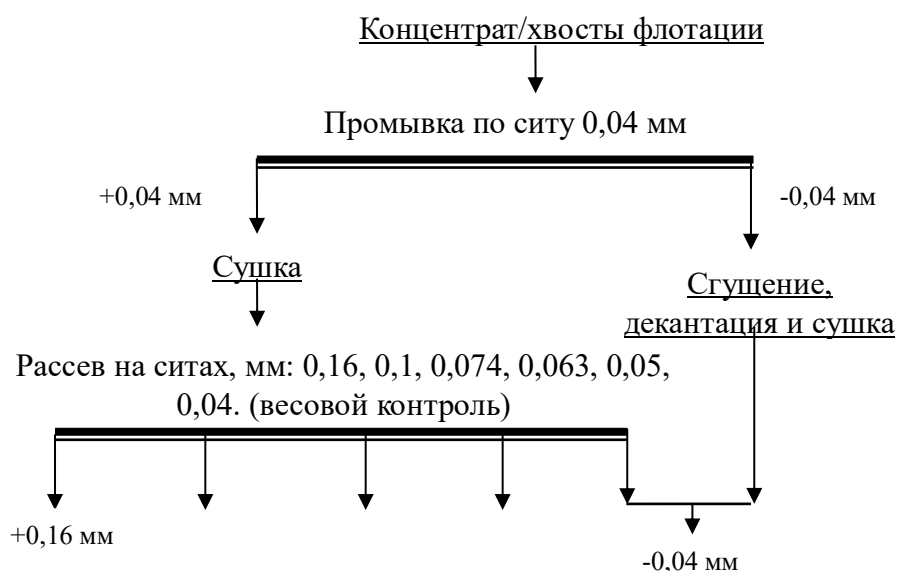 Концентрат/хвосты флотации
Промывка по ситу 0,04 мм
+0,04 мм
-0,04 мм
Сушка
Сгущение,
декантация и сушка
Рассев на ситах, мм: 0,16, 0,1, 0,074, 0,063, 0,05,
0,04. (весовой контроль)
+0,16 мм
-0,04 мм